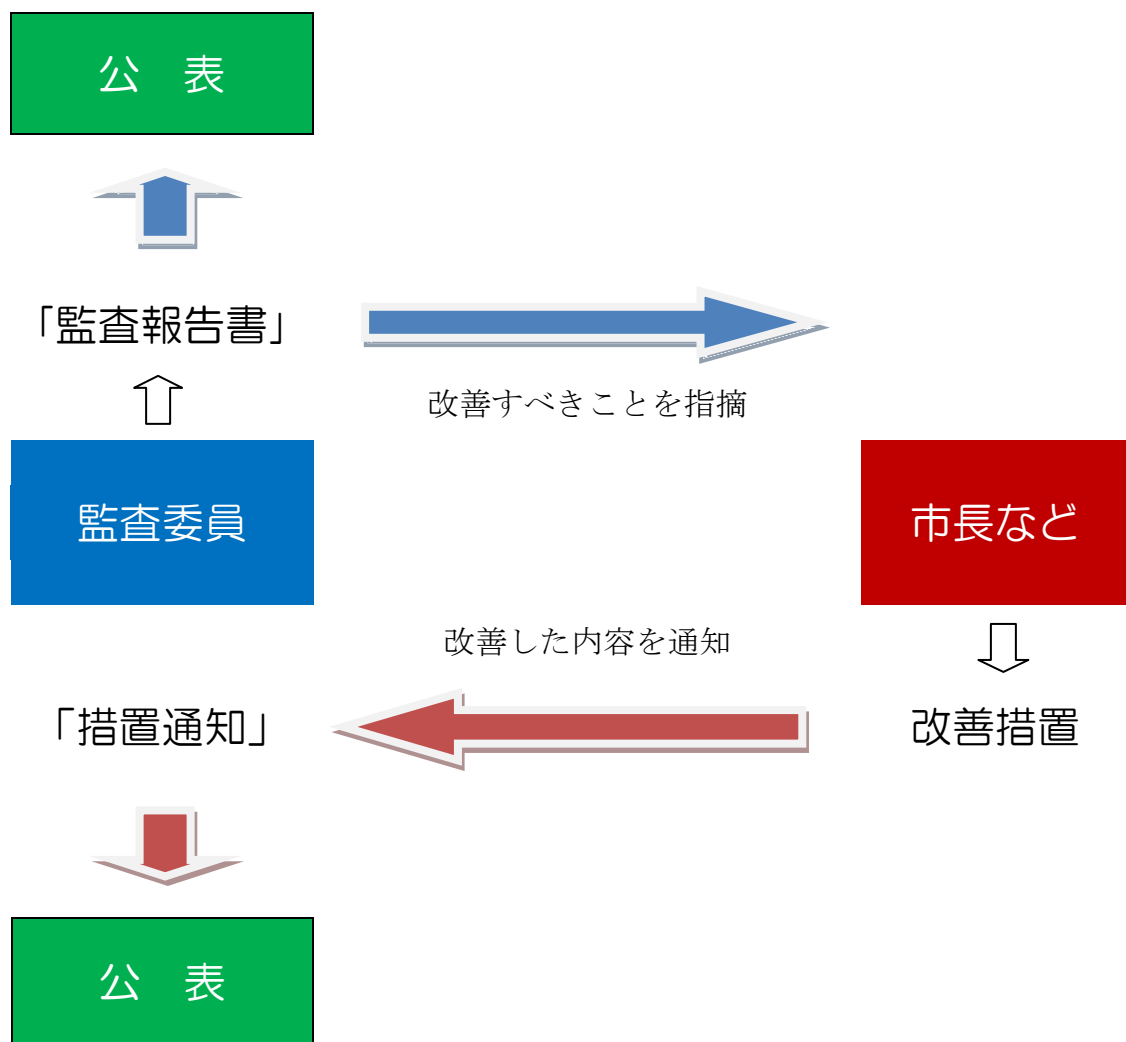 公　表
「監査報告書」
改善すべきことを指摘
監査委員
市長など
改善した内容を通知
「措置通知」
改善措置
公　表